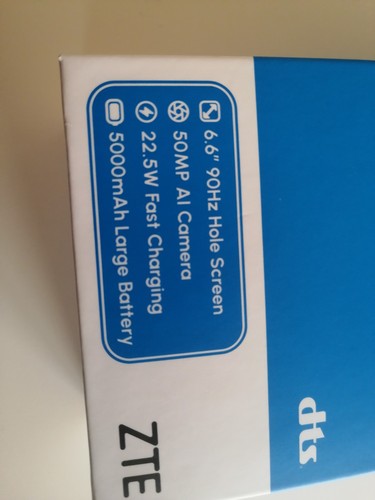 6.6" 90Hz Hole Screen
50MP AI Camera
22.5W Fast Charging
5000mAh Large Battery
dts
ZTE